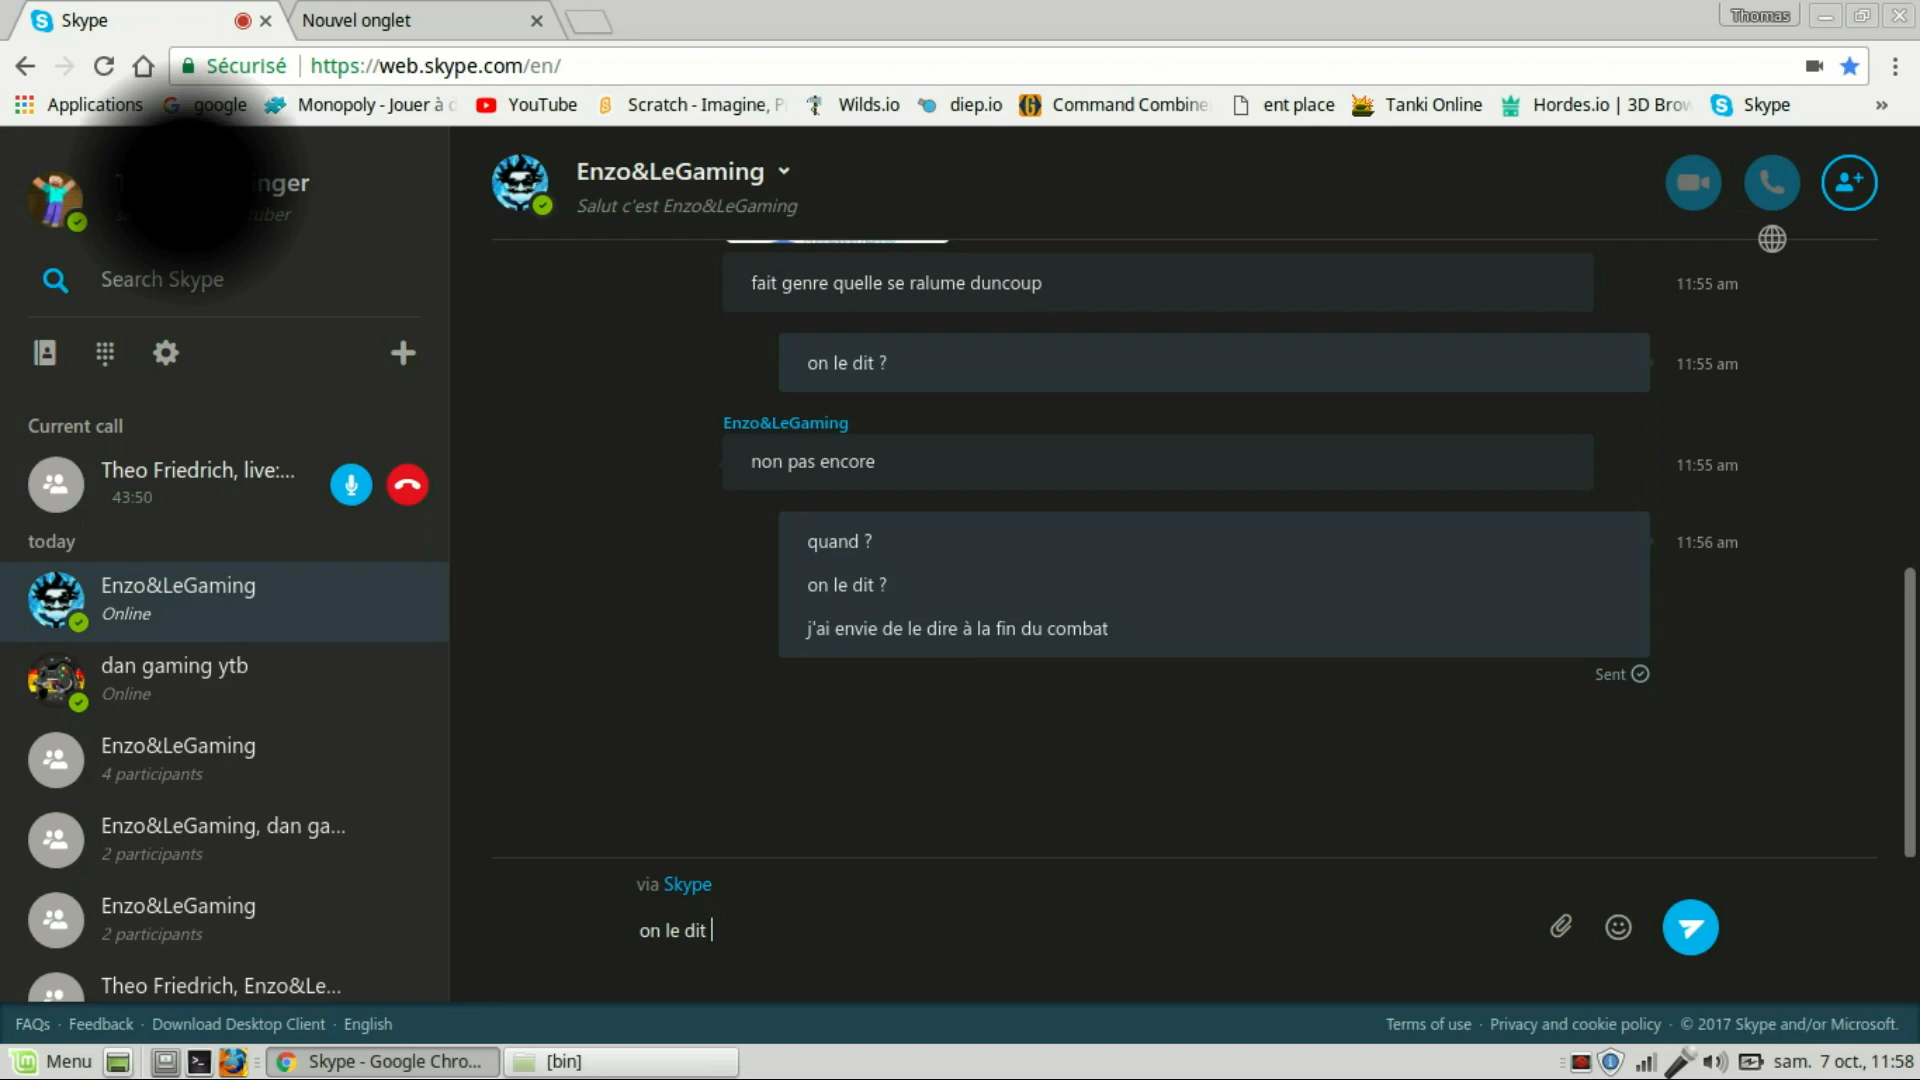 Skype
Nouvel onglet
Thomas
Sécurisé
https://web.skype.com/en/
Applications
google
Monopoly - Jouer à
YouTube
Scratch - Imagine, P
Wilds.io
diep.io
Command Combine
ent place
Tanki Online
Hordes.io | 3D Brow
Skype
»
Search Skype
Current call
Theo Friedrich, live:...
43:50
today
Enzo&LeGaming
Online
dan gaming ytb
Online
Enzo&LeGaming
4 participants
Enzo&LeGaming, dan ga...
2 participants
Enzo&LeGaming
2 participants
Theo Friedrich, Enzo&Le...
Enzo&LeGaming
Salut c'est Enzo&LeGaming
fait genre quelle se ralume duncoup
11:55 am
on le dit ?
11:55 am
Enzo&LeGaming
non pas encore
11:55 am
quand ?
11:56 am
on le dit ?
j'ai envie de le dire à la fin du combat
Sent
via Skype
on le dit
FAQs · Feedback · Download Desktop Client · English
Terms of use · Privacy and cookie policy · © 2017 Skype and/or Microsoft.
Menu
Skype - Google Chro...
[bin]
sam. 7 oct., 11:58